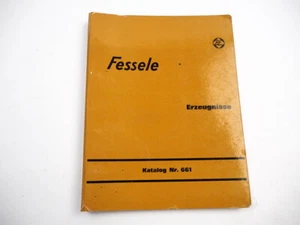 Fessele
Erzeugnisse
Katalog Nr. 661